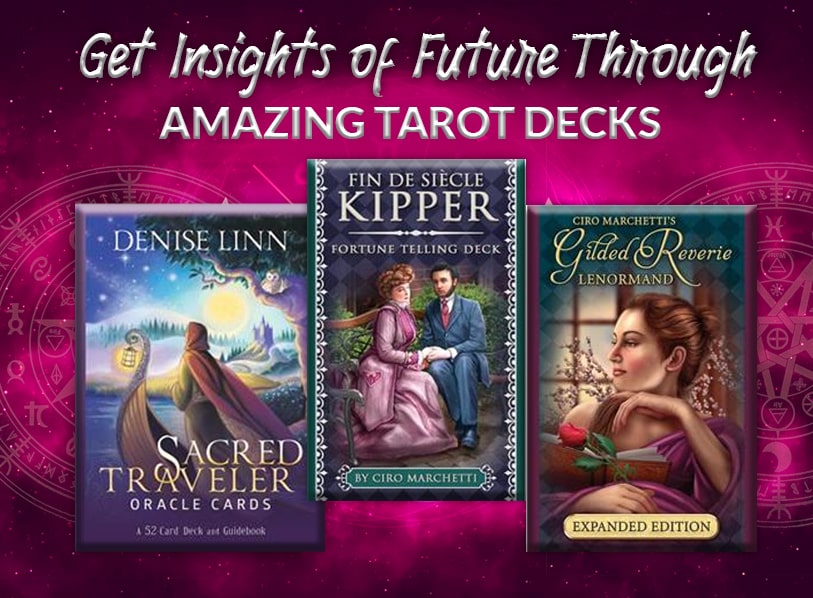 Get Insights of Future Through
AMAZING TAROT DECKS
DENISE LINN
SACRED
TRAVELER
ORACLE CARDS
A 52-Card Deck and Guidebook
FIN DE SIÈCLE
KIPPER
FORTUNE TELLING DECK
BY CIRO MARCHETTI
CIRO MARCHETTI'S
Gilded Reverie
LENORMAND
EXPANDED EDITION